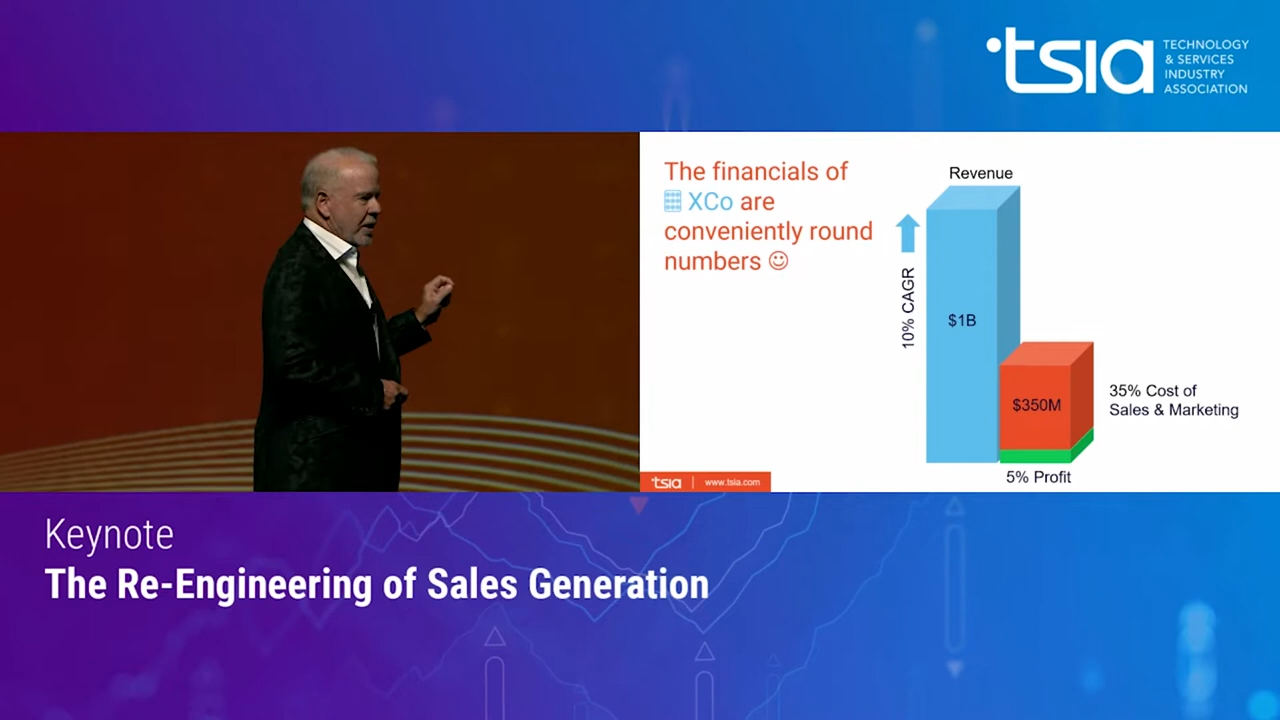 tsia
TECHNOLOGY
& SERVICES
INDUSTRY
ASSOCIATION
The financials of
XCo are
conveniently round
numbers ☺
Revenue
10% CAGR
$1B
$350M
35% Cost of
Sales & Marketing
5% Profit
tsia | www.tsia.com
Keynote
The Re-Engineering of Sales Generation